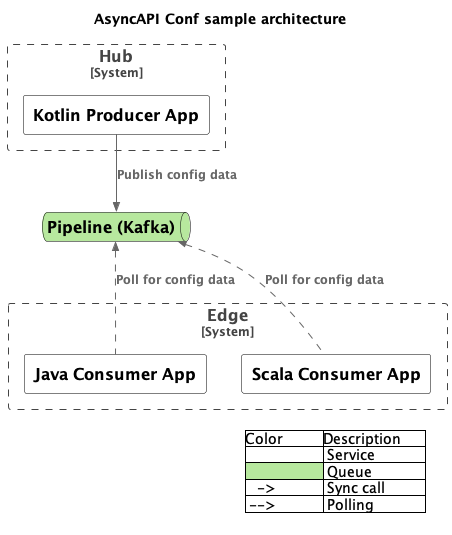 AsyncAPI Conf sample architecture
Hub
[System]
Kotlin Producer App
Publish config data
Pipeline (Kafka)
Poll for config data
Poll for config data
Edge
[System]
Java Consumer App
Scala Consumer App
Color Description
Service
Queue
-> Sync call
--> Polling